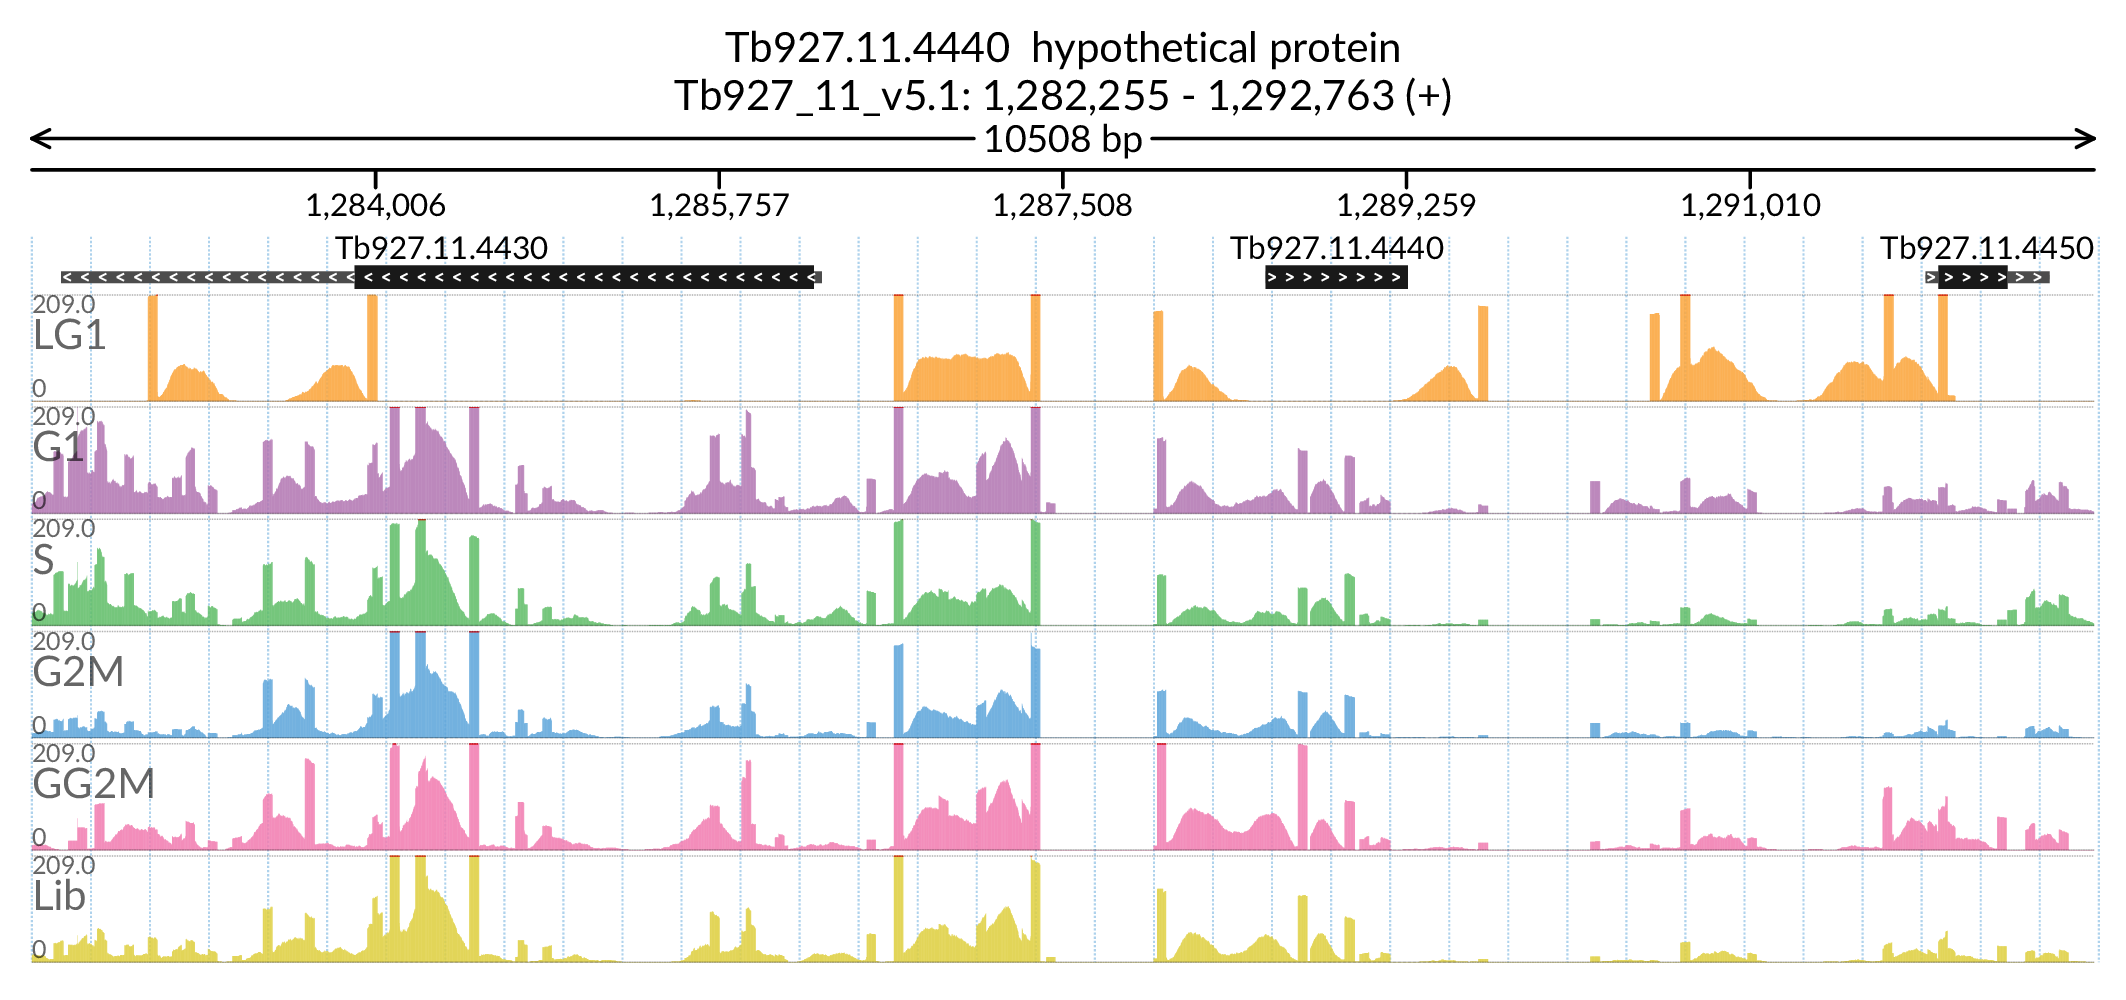 Tb927.11.4440  hypothetical protein
Tb927_11_v5.1: 1,282,255 - 1,292,763 (+)
10508 bp
1,284,006 1,285,757 1,287,508 1,289,259 1,291,010
Tb927.11.4430 Tb927.11.4440 Tb927.11.4450
209.0
LG1
0
209.0
G1
0
209.0
S
0
209.0
G2M
0
209.0
GG2M
0
209.0
Lib
0